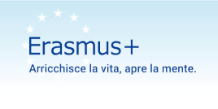 Erasmus+
Arricchisce la vita, apre la mente.